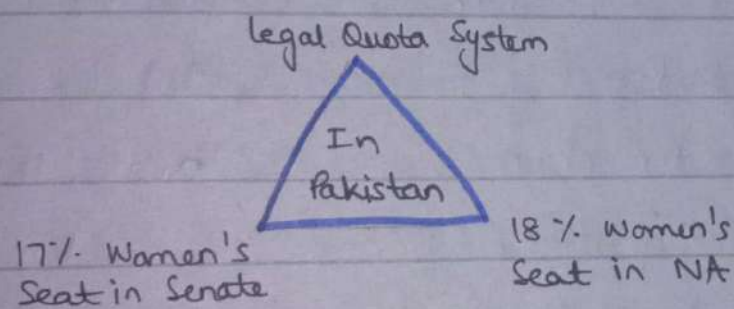 legal Quota System
In
Pakistan
17%. Women's
Seat in Senate
18%. Women's
Seat in NA